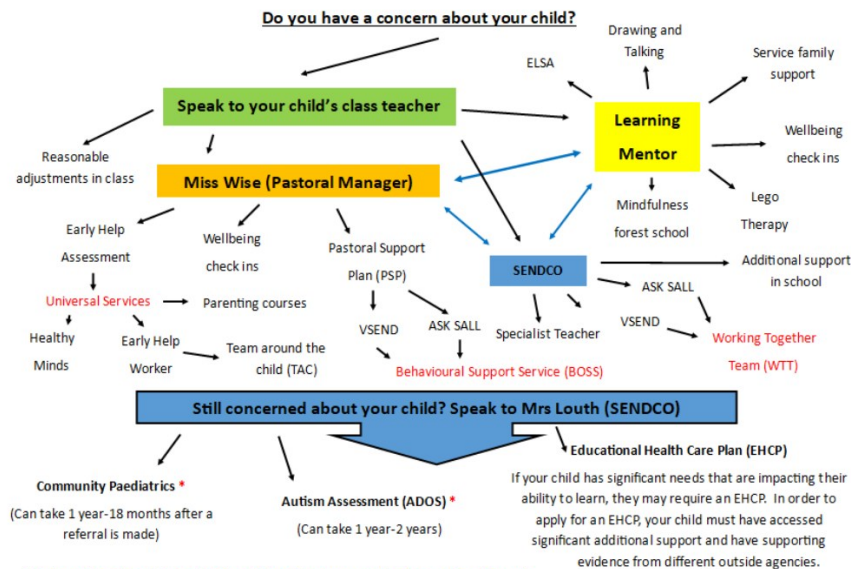 Do you have a concern about your child?
Drawing and
Talking
ELSA
Service family
support
Speak to your child's class teacher
Learning
Mentor
Wellbeing
check ins
Reasonable
adjustments in class
Miss Wise (Pastoral Manager)
Mindfulness
forest school
Lego
Therapy
Early Help
Assessment
Wellbeing
check ins
Pastoral Support
Plan (PSP)
SENDCO
Additional support
in school
ASK SALL
Universal Services
Parenting courses
VSEND
ASK SALL
Specialist Teacher
VSEND
Working Together
Team (WTT)
Healthy
Minds
Early Help
Worker
Team around the
child (TAC)
Behavioural Support Service (BOSS)
Still concerned about your child? Speak to Mrs Louth (SENDCO)
Community Paediatrics *
(Can take 1 year-18 months after a
referral is made)
Autism Assessment (ADOS) *
(Can take 1 year-2 years)
Educational Health Care Plan (EHCP)
If your child has significant needs that are impacting their
ability to learn, they may require an EHCP. In order to
apply for an EHCP, your child must have accessed
significant additional support and have supporting
evidence from different outside agencies.